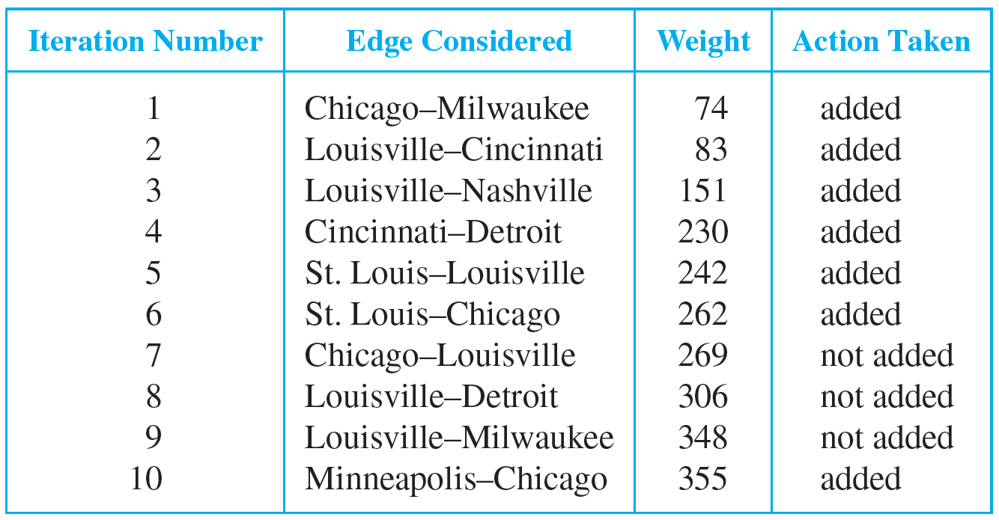 Iteration Number Edge Considered Weight Action Taken
1 Chicago–Milwaukee 74 added
2 Louisville–Cincinnati 83 added
3 Louisville–Nashville 151 added
4 Cincinnati–Detroit 230 added
5 St. Louis–Louisville 242 added
6 St. Louis–Chicago 262 added
7 Chicago–Louisville 269 not added
8 Louisville–Detroit 306 not added
9 Louisville–Milwaukee 348 not added
10 Minneapolis–Chicago 355 added